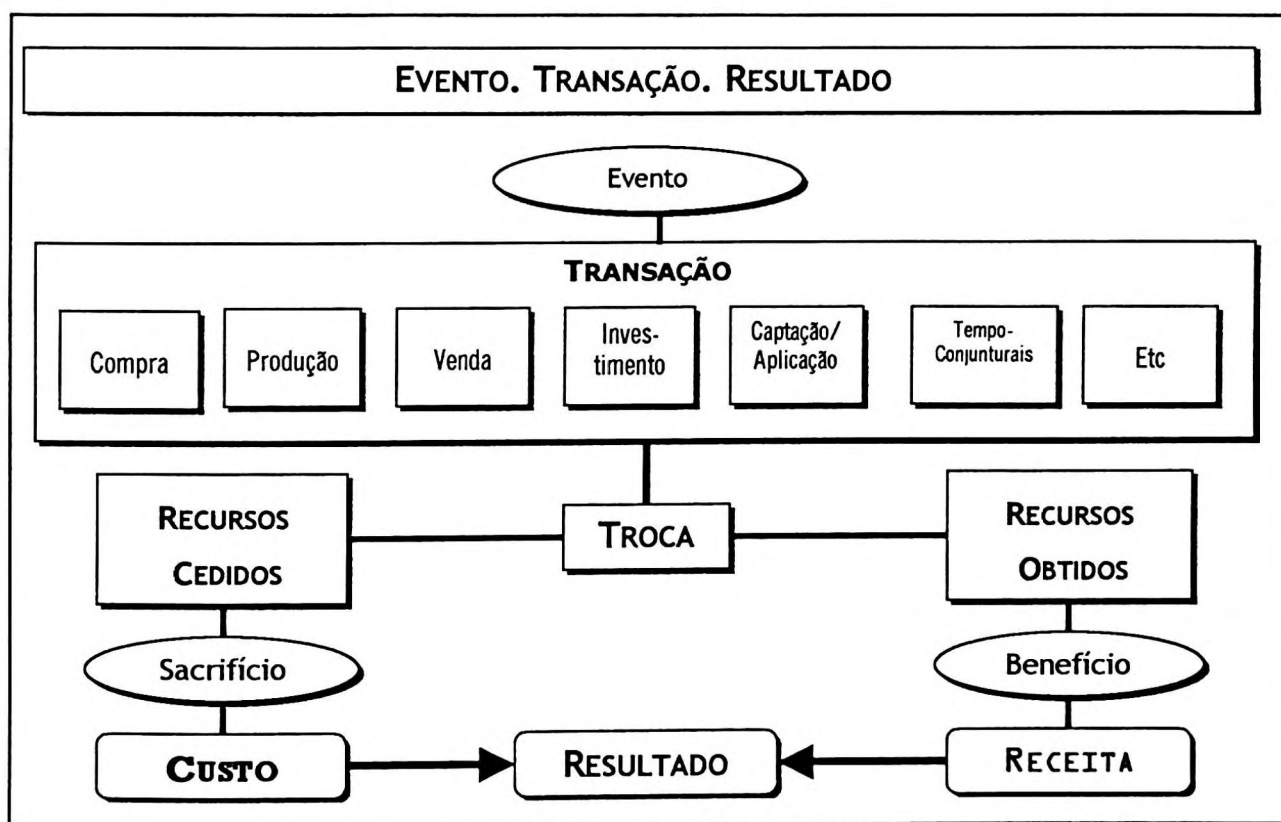 EVENTO. TRANSAÇÃO. RESULTADO
Evento
TRANSAÇÃO
Compra
Produção
Venda
Inves-
timento
Captação/
Aplicação
Tempo-
Conjunturais
Etc
RECURSOS
CEDIDOS
TROCA
RECURSOS
OBTIDOS
Sacrifício
Benefício
CUSTO
RESULTADO
RECEITA